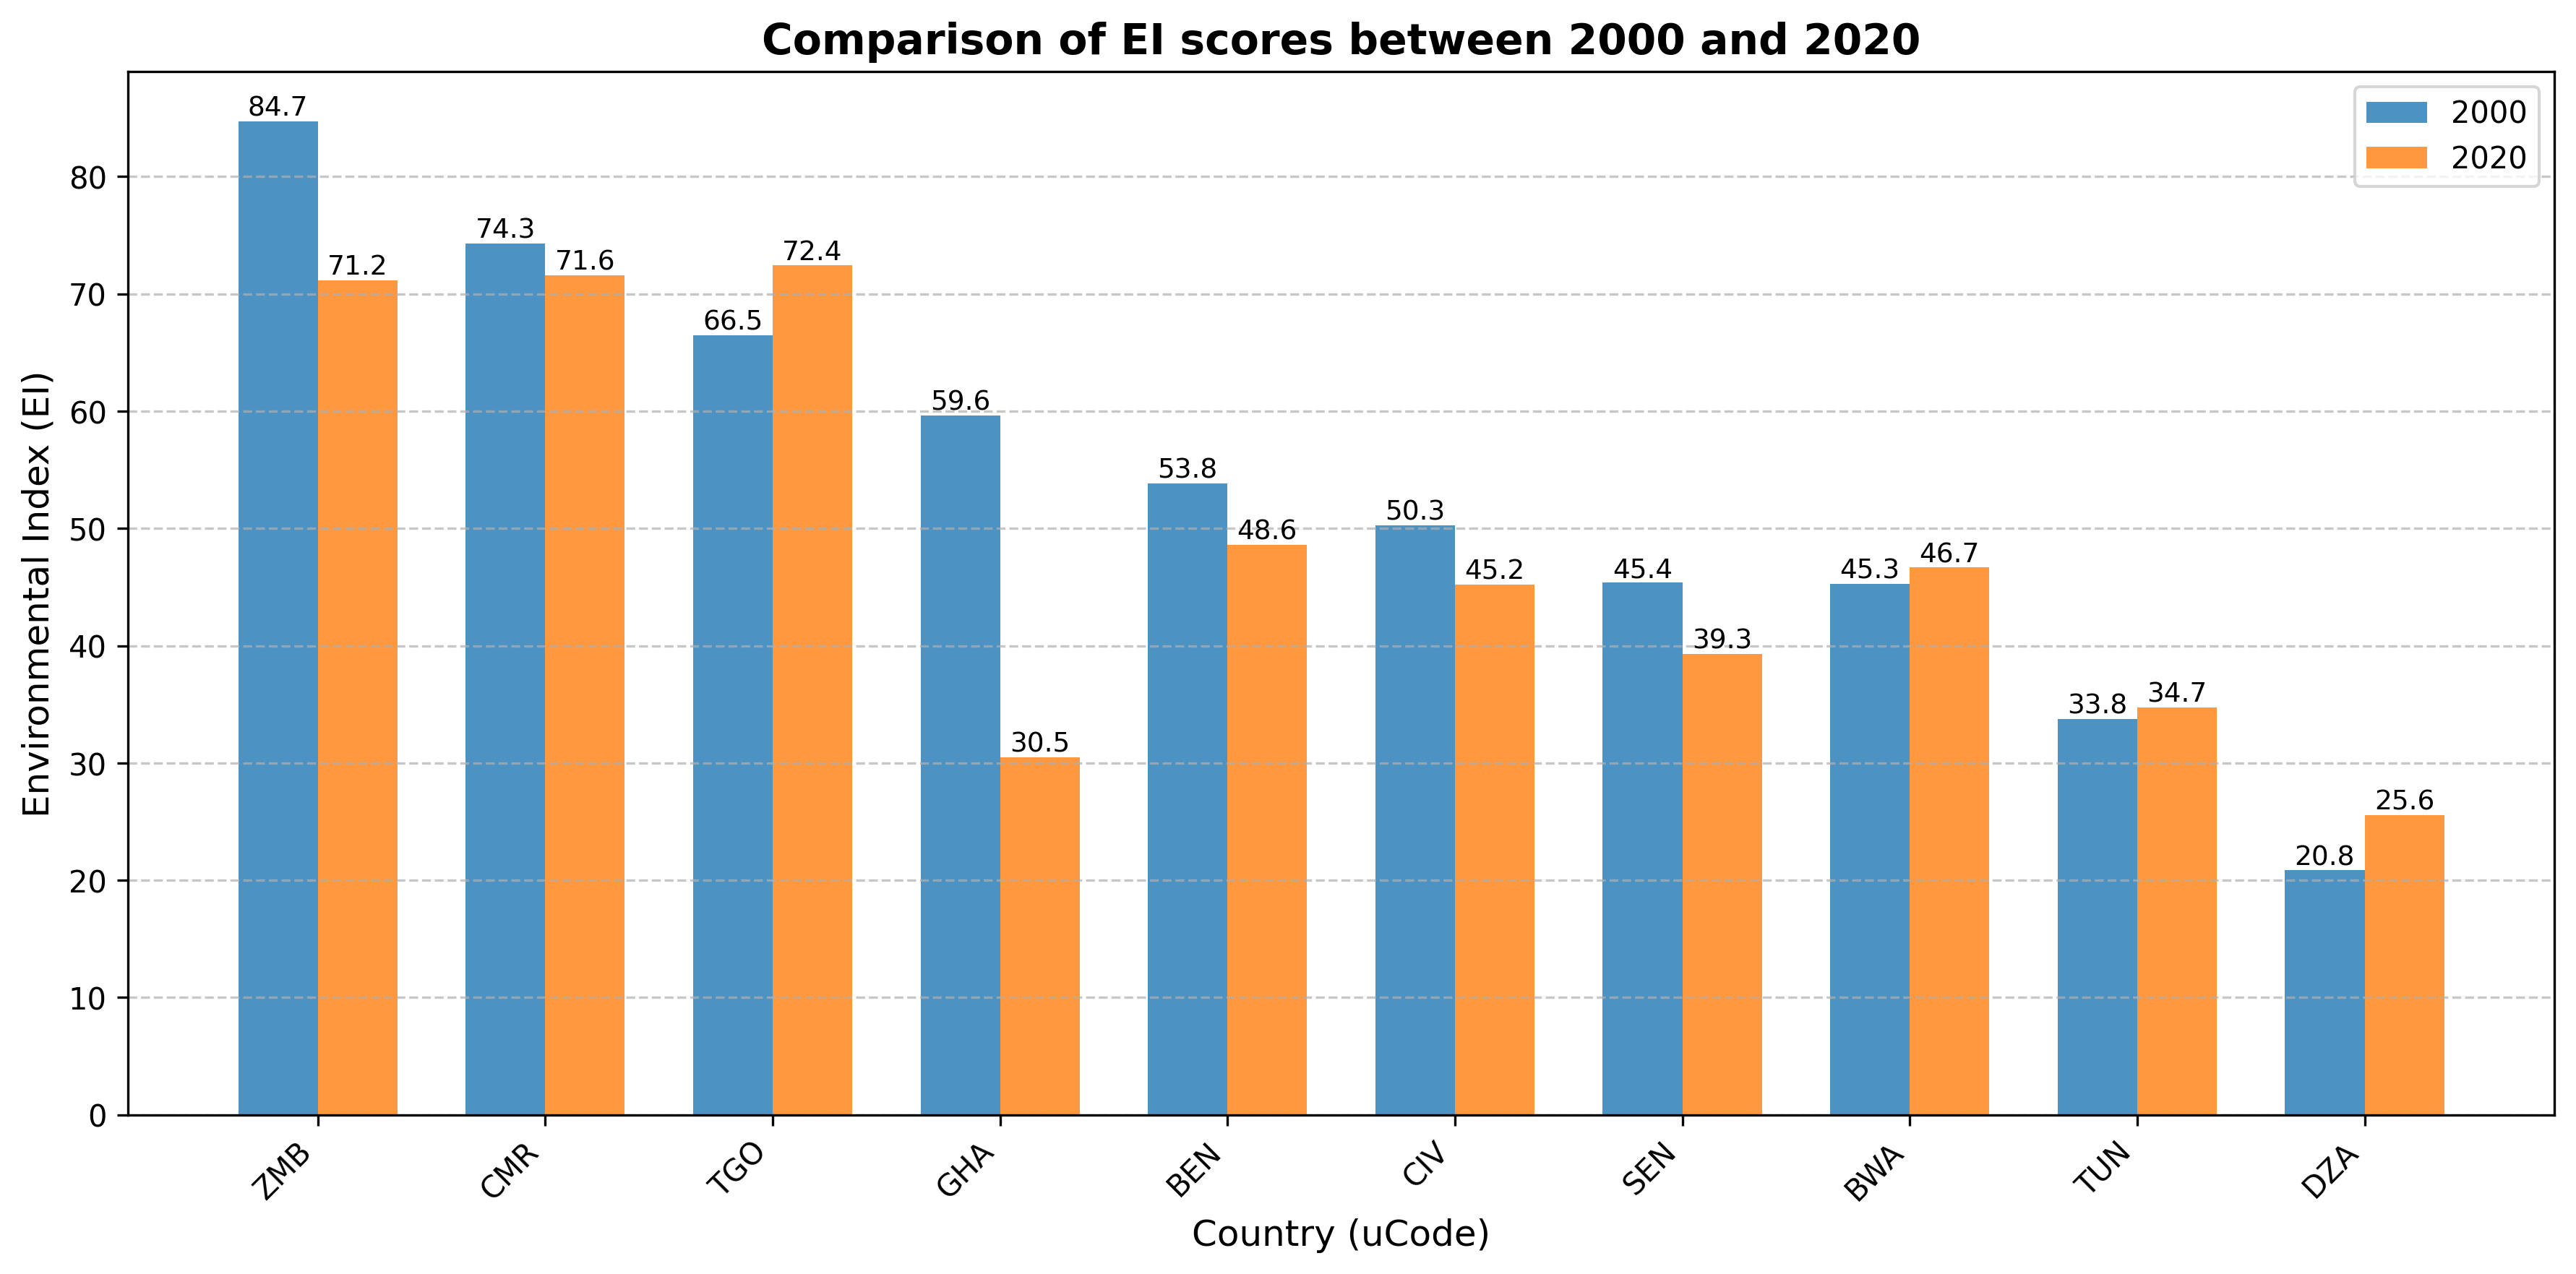 Comparison of EI scores between 2000 and 2020
2000
2020
Environmental Index (EI)
80
70
60
50
40
30
20
10
0
84.7
71.2
74.3
71.6
66.5
72.4
59.6
30.5
53.8
48.6
50.3
45.2
45.4
39.3
45.3
46.7
33.8
34.7
20.8
25.6
ZMB
CMR
TGO
GHA
BEN
CIV
SEN
BWA
TUN
DZA
Country (uCode)